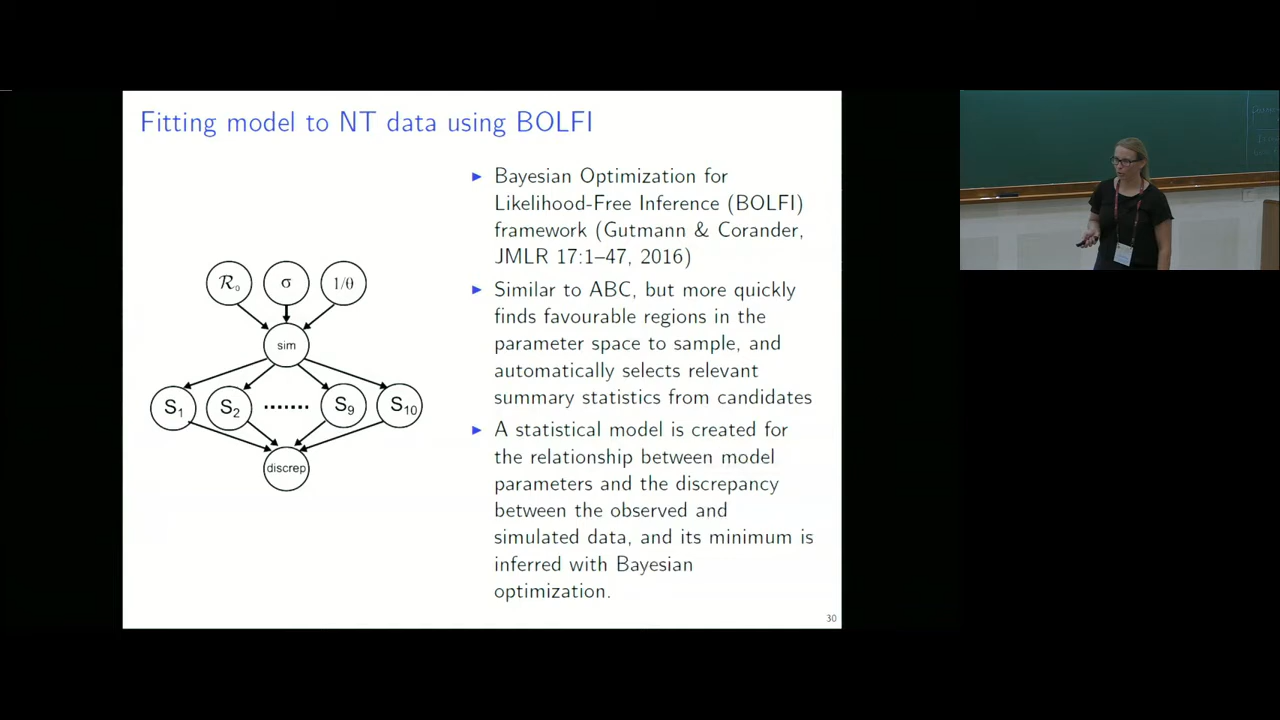 Fitting model to NT data using BOLFI
ℛ₀ σ 1/θ
sim
S₁ S₂ ....... S₉ S₁₀
discrep
▶ Bayesian Optimization for
Likelihood-Free Inference (BOLFI)
framework (Gutmann & Corander,
JMLR 17:1–47, 2016)
▶ Similar to ABC, but more quickly
finds favourable regions in the
parameter space to sample, and
automatically selects relevant
summary statistics from candidates
▶ A statistical model is created for
the relationship between model
parameters and the discrepancy
between the observed and
simulated data, and its minimum is
inferred with Bayesian
optimization.
30